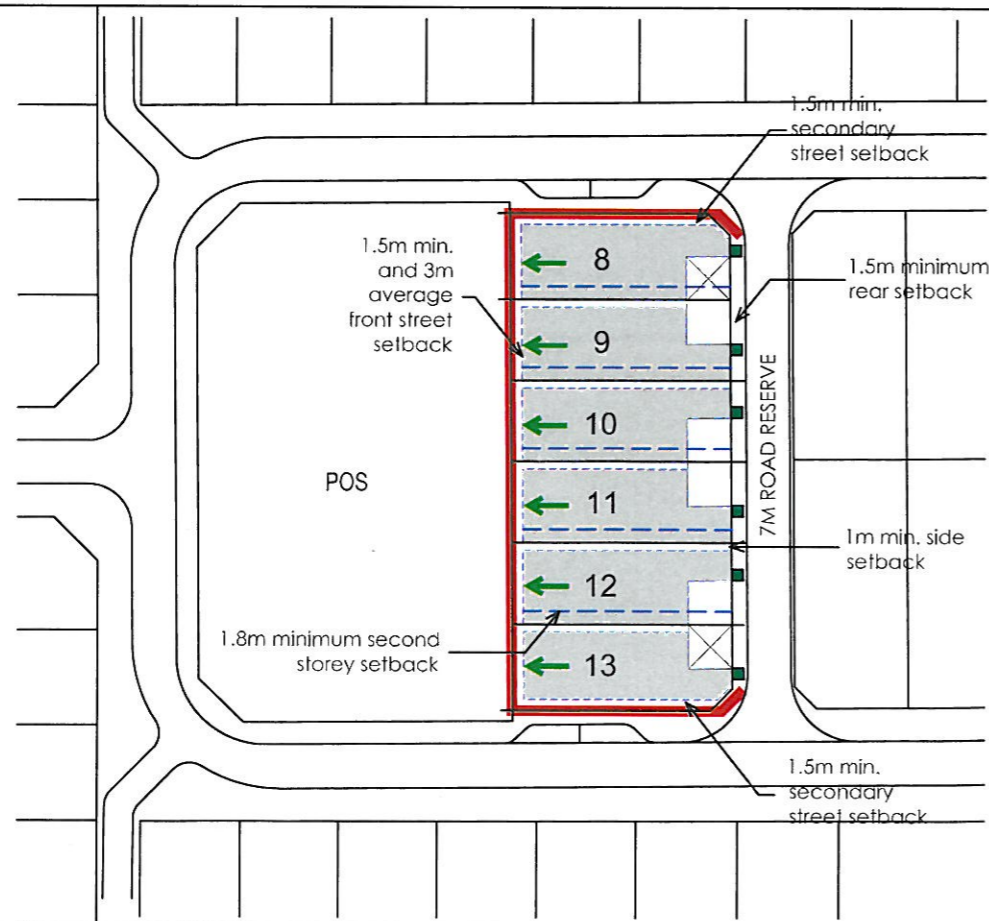 1.5m min.
secondary
street setback
1.5m min.
and 3m
average
front street
setback
8
1.5m minimum
rear setback
9
10
7M ROAD RESERVE
POS
11
1m min. side
setback
12
1.8m minimum second
storey setback
13
1.5m min.
secondary
street setback